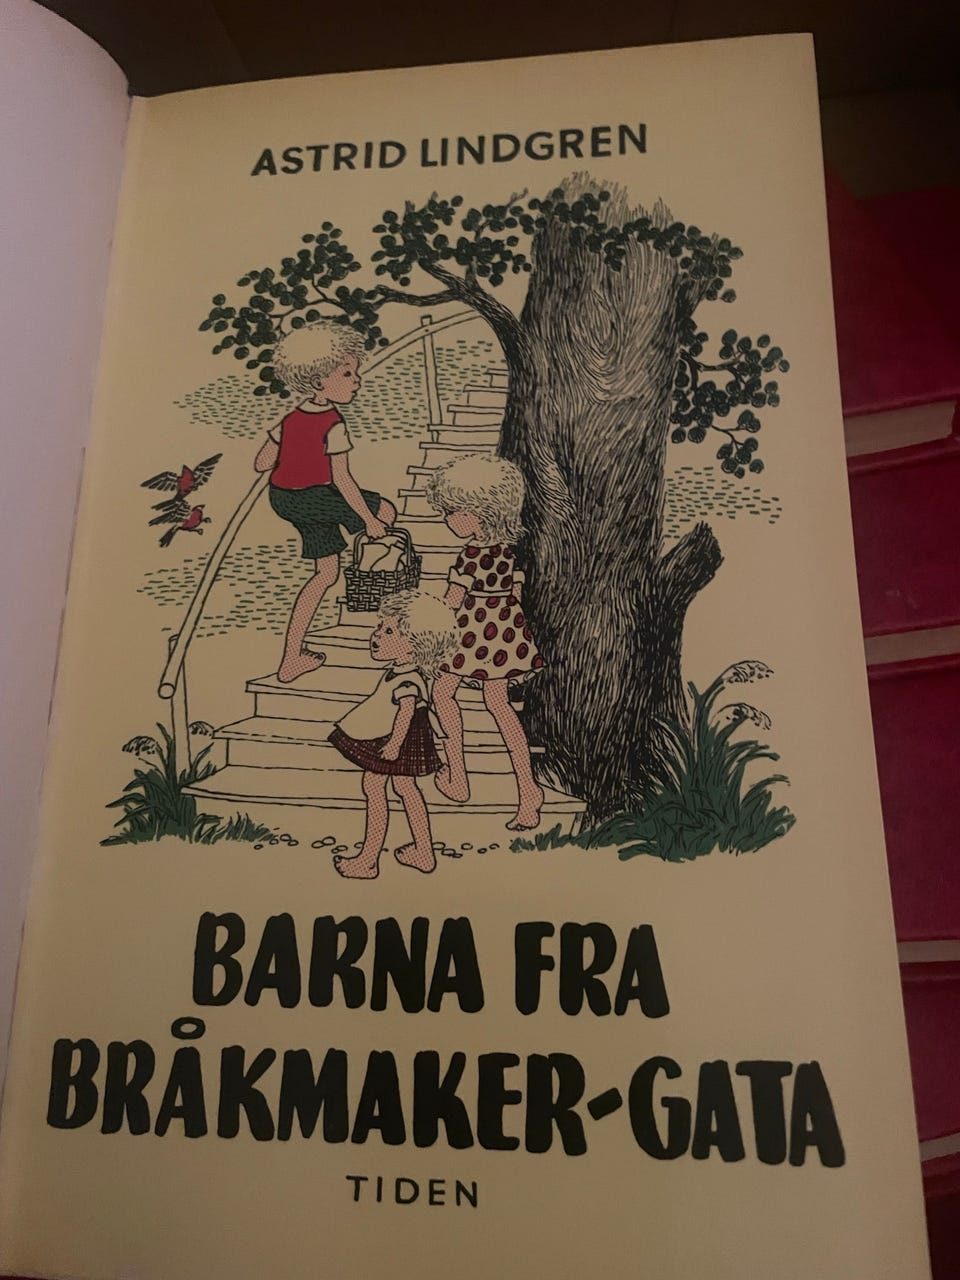 ASTRID LINDGREN
BARNA FRA
BRÅKMAKER-GATA
TIDEN